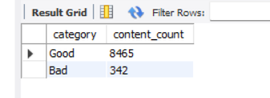 Result Grid Filter Rows:
category content_count
Good 8465
Bad 342